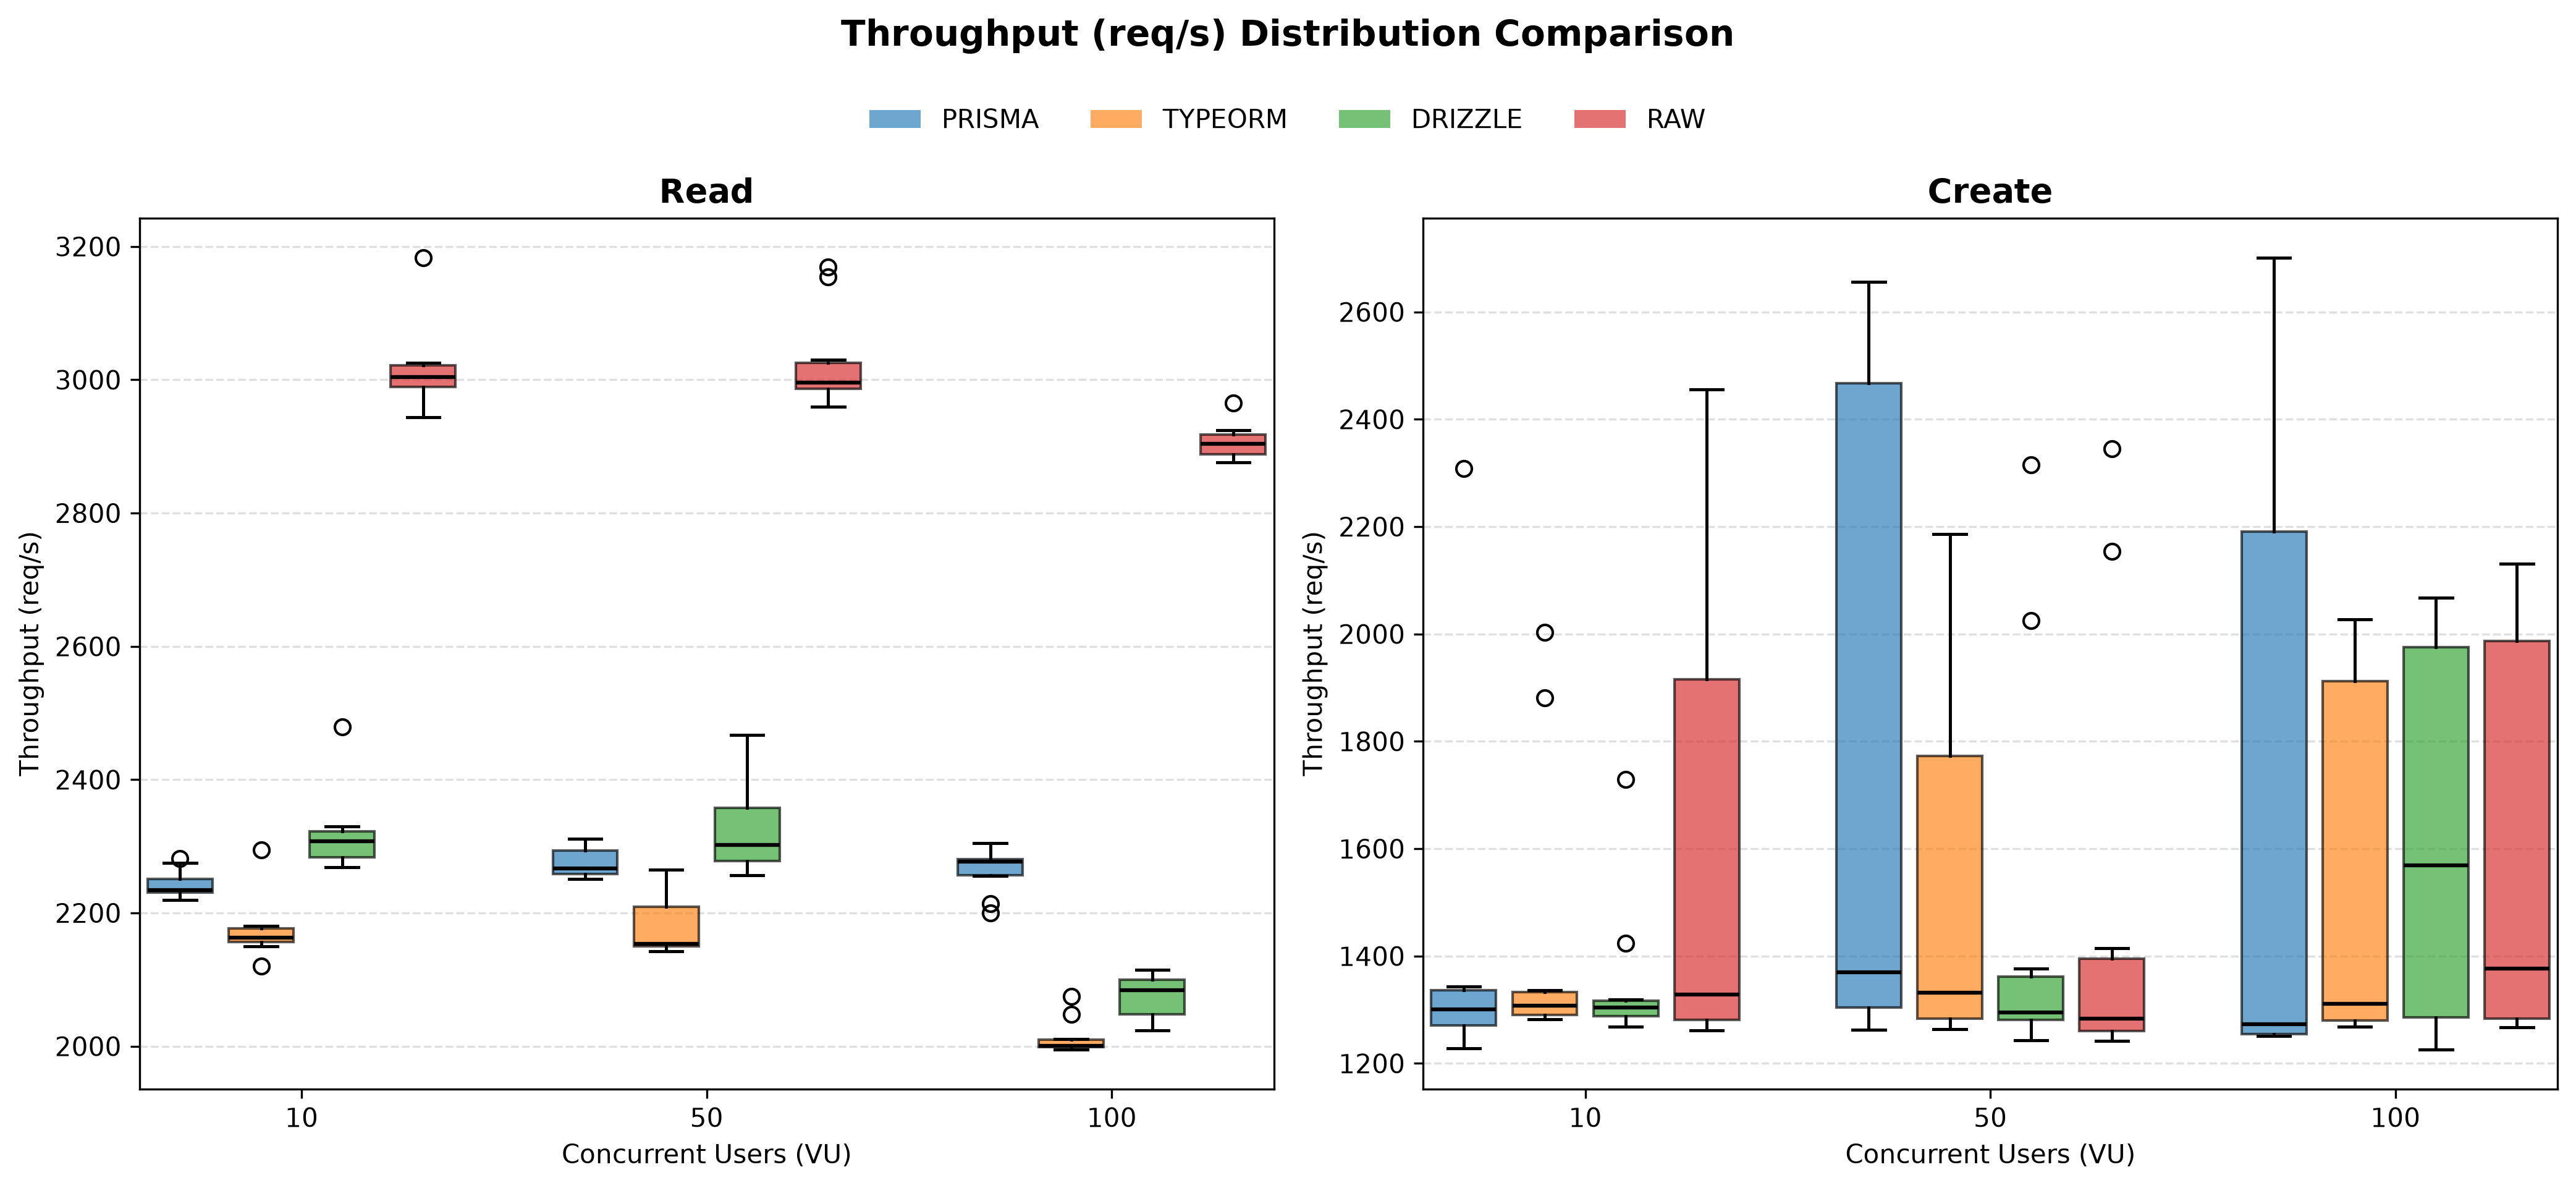 Throughput (req/s) Distribution Comparison
PRISMA TYPEORM DRIZZLE RAW
Read
3200
3000
2800
2600
2400
2200
2000
Throughput (req/s)
10 50 100
Concurrent Users (VU)
Create
2600
2400
2200
2000
1800
1600
1400
1200
Throughput (req/s)
10 50 100
Concurrent Users (VU)